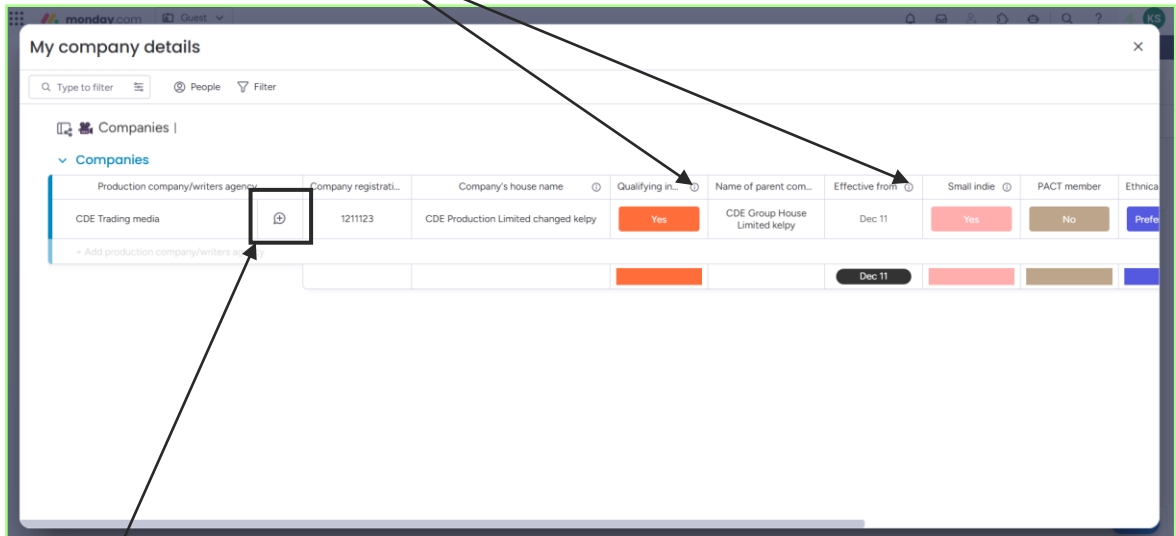 monday.com Guest
KS
My company details
Type to filter People Filter
Companies |
Companies
Production company/writers agency Company registrati... Company's house name Qualifying in... Name of parent com... Effective from Small indie PACT member Ethnica
CDE Trading media 1211123 CDE Production Limited changed kelpy Yes CDE Group House Limited kelpy Dec 11 Yes No Prefe
+ Add production company/writers agency
Dec 11